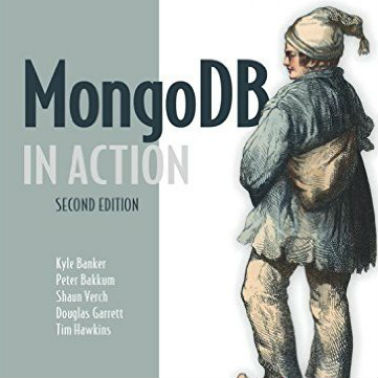 MongoDB
IN ACTION
SECOND EDITION
Kyle Banker
Peter Bakkum
Shaun Verch
Douglas Garrett
Tim Hawkins